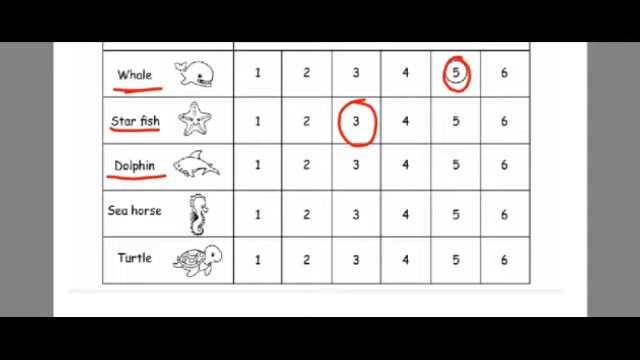 Whale 1 2 3 4 5 6
Star fish 1 2 3 4 5 6
Dolphin 1 2 3 4 5 6
Sea horse 1 2 3 4 5 6
Turtle 1 2 3 4 5 6